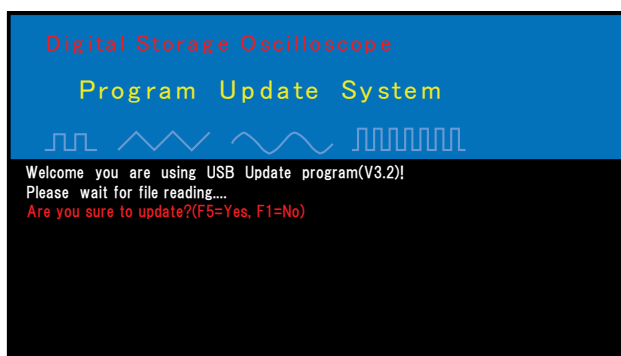 Digital Storage Oscilloscope
Program Update System
Welcome you are using USB Update program(V3.2)!
Please wait for file reading....
Are you sure to update?(F5=Yes, F1=No)